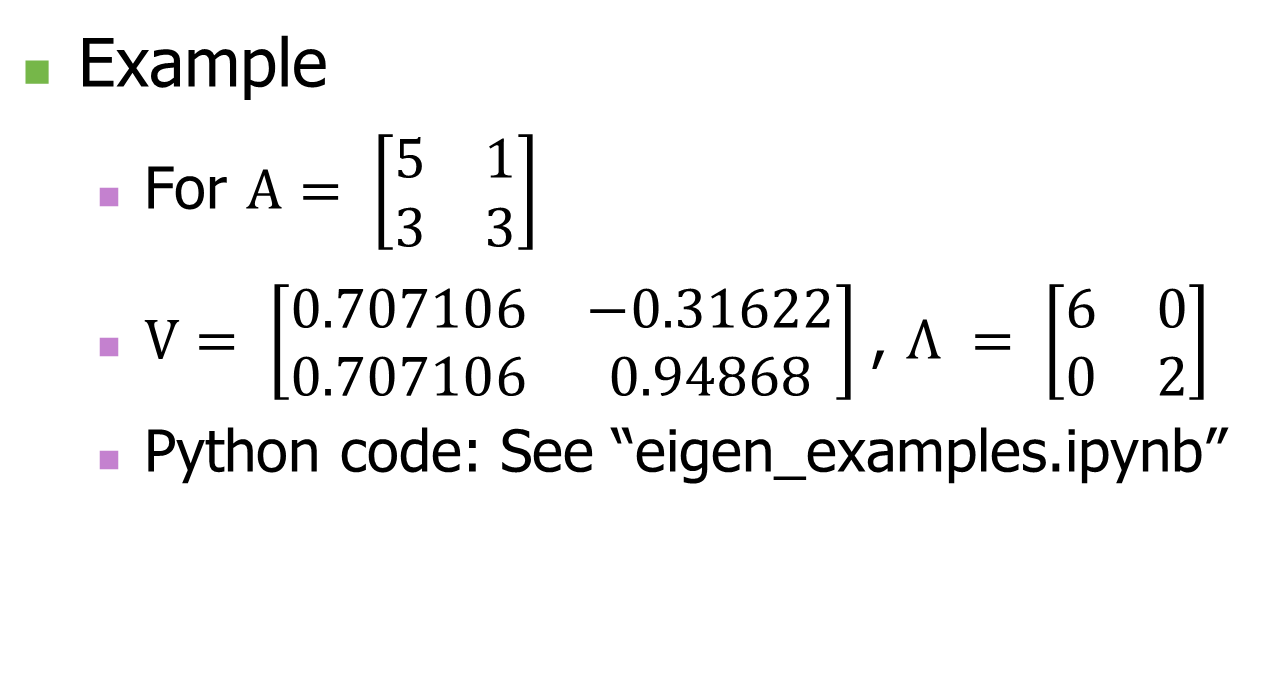 Example
For A = [5 1
3 3]
V = [0.707106 −0.31622
0.707106 0.94868], Λ = [6 0
0 2]
Python code: See “eigen_examples.ipynb”